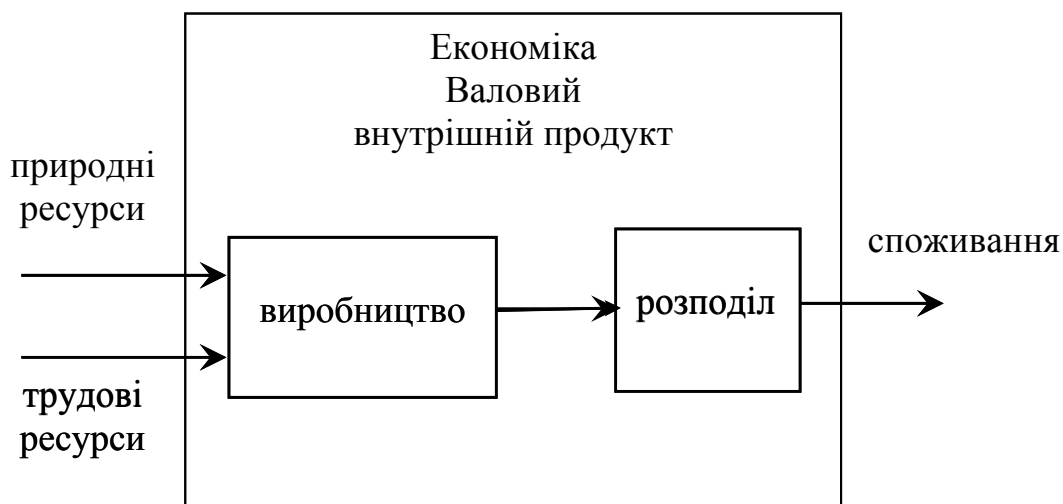 Економіка
Валовий
внутрішній продукт
природні
ресурси
споживання
виробництво
розподіл
трудові
ресурси